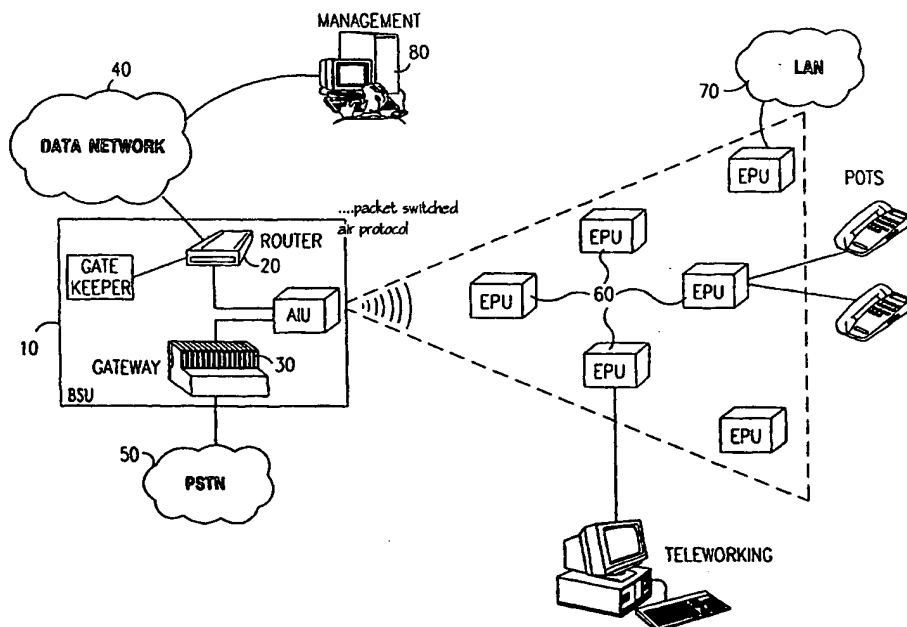 MANAGEMENT
80
40
DATA NETWORK
LAN
70
EPU
POTS
....packet switched
air protocol
ROUTER
20
GATE
KEEPER
AIU
10
GATEWAY
30
BSU
EPU
EPU
60
EPU
EPU
EPU
50
PSTN
TELEWORKING